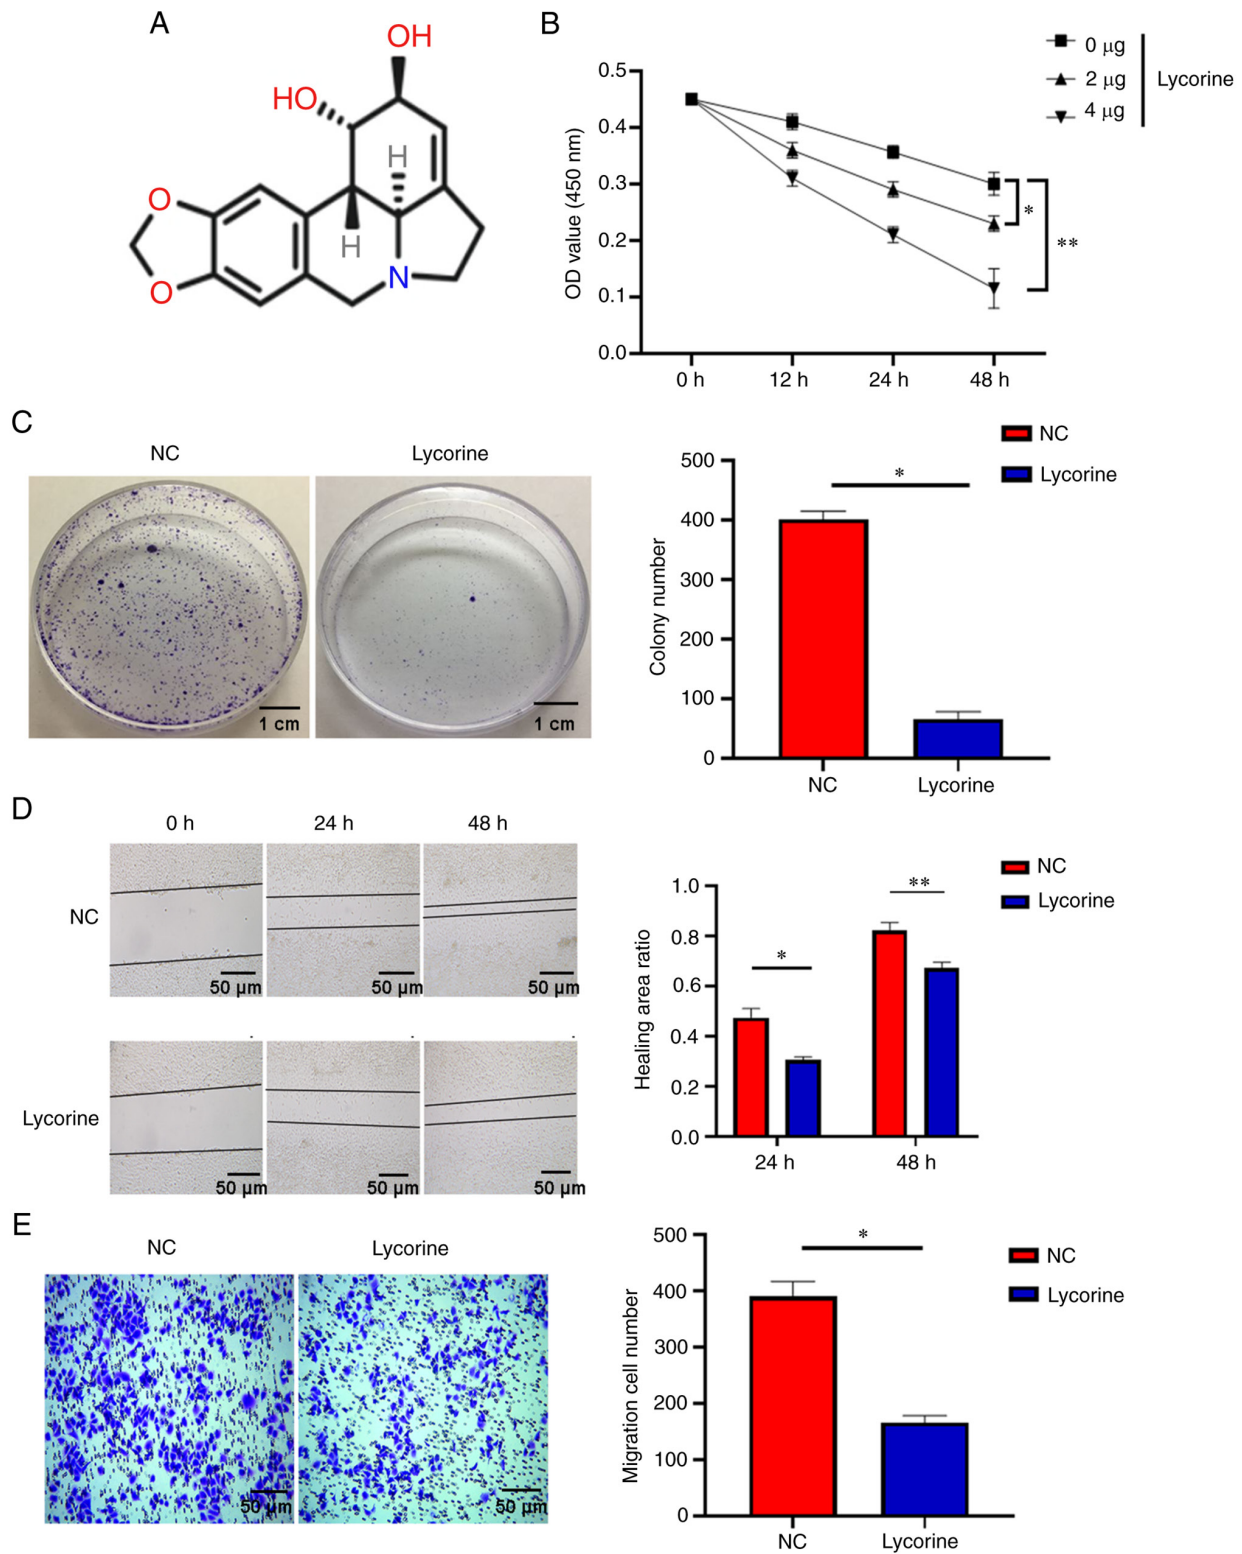 A
OH
HO
H
H
O
O
N
B
0 µg
2 µg
4 µg
Lycorine
OD value (450 nm)
0.5
0.4
0.3
0.2
0.1
0.0
*
**
0 h 12 h 24 h 48 h
C
NC Lycorine
1 cm 1 cm
NC
Lycorine
Colony number
500
400
300
200
100
0
*
NC Lycorine
D
0 h 24 h 48 h
NC
50 µm 50 µm 50 µm
Lycorine
50 µm 50 µm 50 µm
NC
Lycorine
Healing area ratio
1.0
0.8
0.6
0.4
0.2
0.0
*
**
24 h 48 h
E
NC Lycorine
50 µm 50 µm
NC
Lycorine
Migration cell number
500
400
300
200
100
0
*
NC Lycorine